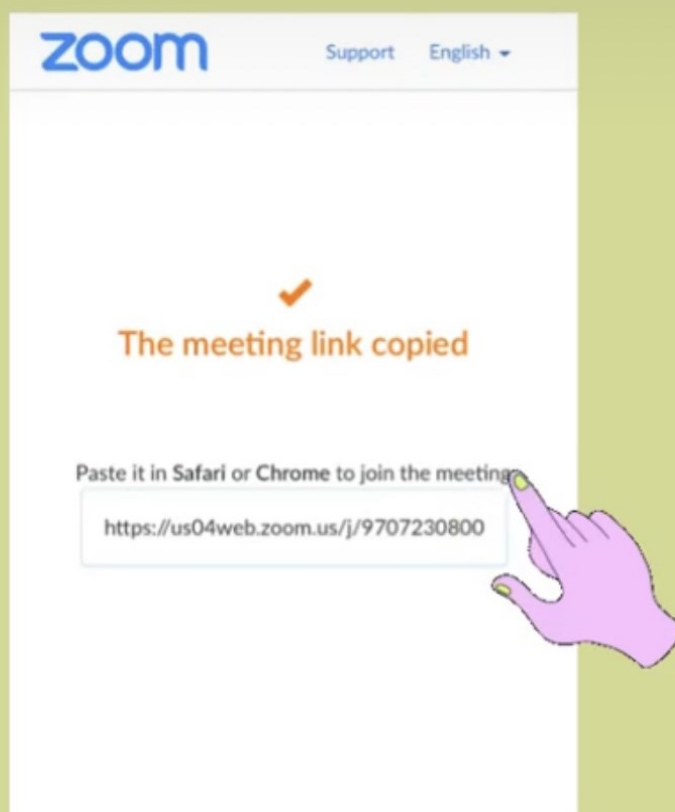 zoom Support English
The meeting link copied
Paste it in Safari or Chrome to join the meeting
https://us04web.zoom.us/j/9707230800